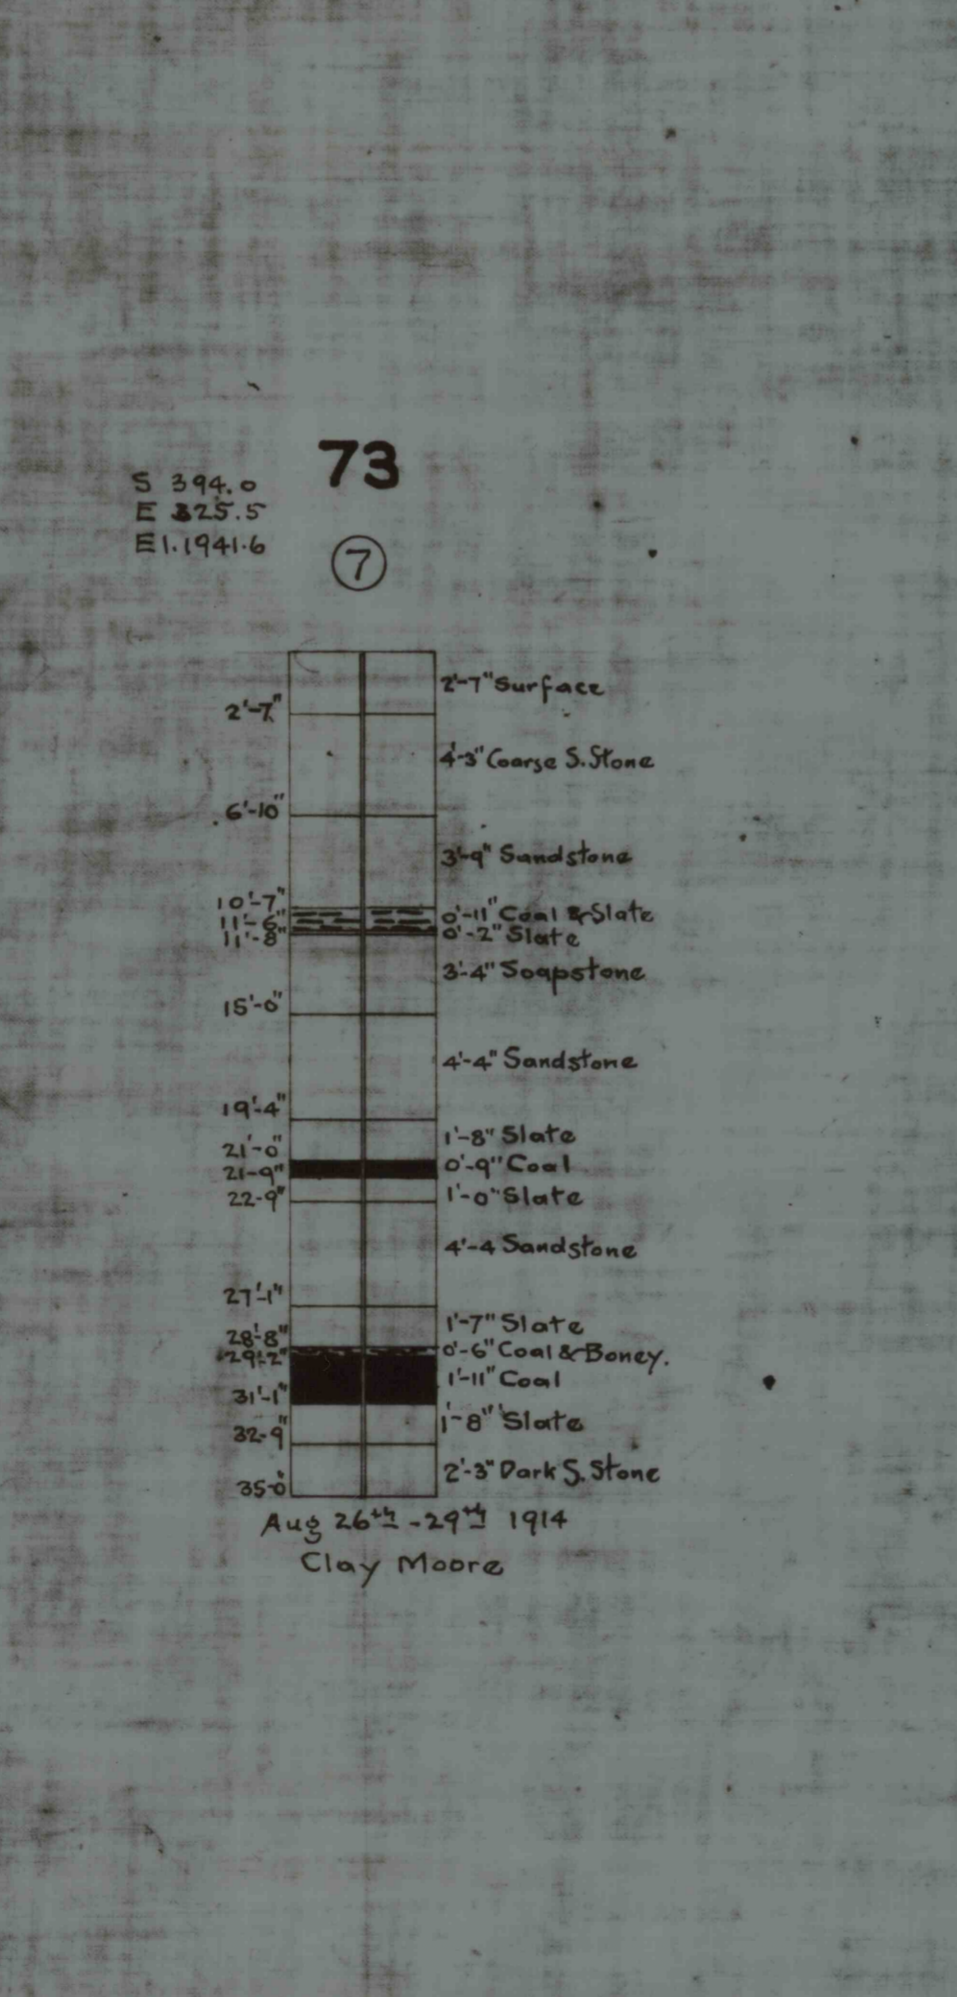 73
S 394.0
E 325.5
El.1941.6
7
2'-7" Surface
2'-7"
4'-3" Coarse S. Stone
6'-10"
3'-9" Sandstone
10'-7"
0'-11" Coal & Slate
11'-6"
0'-2" Slate
11'-8"
3'-4" Soapstone
15'-0"
4'-4" Sandstone
19'-4"
1'-8" Slate
21'-0"
0'-9" Coal
21-9"
1'-0" Slate
22-9"
4'-4 Sandstone
27'-1"
1'-7" Slate
28'-8"
0'-6" Coal & Boney.
29'-2"
1'-11" Coal
31'-1"
1'-8" Slate
32-9"
2'-3" Dark S. Stone
35-0"
Aug 26th - 29th 1914
Clay Moore